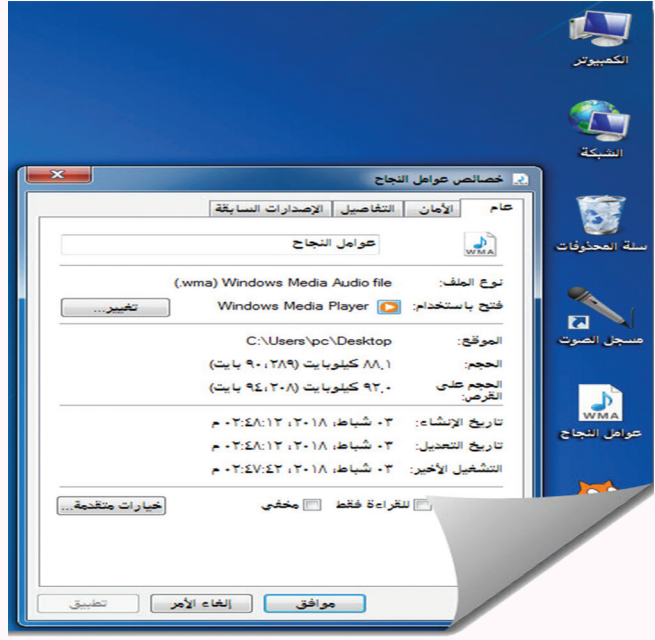 الكمبيوتر
الشبكة
سلة المحذوفات
مسجل الصوت
WMA
عوامل النجاح
خصائص عوامل النجاح
عام الأمان التفاصيل الإصدارات السابقة
WMA
عوامل النجاح
نوع الملف: Windows Media Audio file (.wma)
فتح باستخدام: Windows Media Player تغيير...
الموقع: C:\Users\pc\Desktop
الحجم: ٨٨,١ كيلوبايت (٩٠،٢٨٩ بايت)
الحجم على القرص: ٩٢,٠ كيلوبايت (٩٤،٢٠٨ بايت)
تاريخ الإنشاء: ٠٣ شباط، ٢٠١٨، ٠٢:٤٨:١٢ م
تاريخ التعديل: ٠٣ شباط، ٢٠١٨، ٠٢:٤٨:١٢ م
التشغيل الأخير: ٠٣ شباط، ٢٠١٨، ٠٢:٤٧:٤٢ م
للقراءة فقط مخفي خيارات متقدمة...
موافق إلغاء الأمر تطبيق